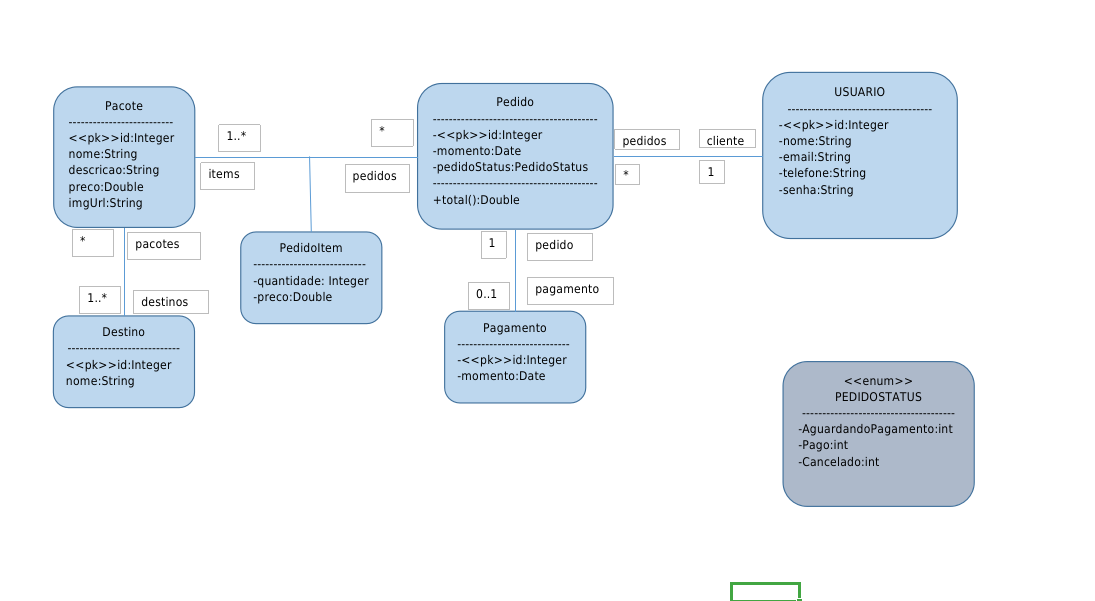 Pacote
---------------------------
<<pk>>id:Integer
nome:String
descricao:String
preco:Double
imgUrl:String
1..*
*
items
pedidos
Pedido
-----------------------------------------
-<<pk>>id:Integer
-momento:Date
-pedidoStatus:PedidoStatus
-----------------------------------------
+total():Double
pedidos
cliente
*
1
USUARIO
------------------------------------
-<<pk>>id:Integer
-nome:String
-email:String
-telefone:String
-senha:String
*
pacotes
1..*
destinos
PedidoItem
----------------------------
-quantidade: Integer
-preco:Double
1
pedido
0..1
pagamento
Destino
----------------------------
<<pk>>id:Integer
nome:String
Pagamento
----------------------------
-<<pk>>id:Integer
-momento:Date
<<enum>>
PEDIDOSTATUS
--------------------------------------
-AguardandoPagamento:int
-Pago:int
-Cancelado:int